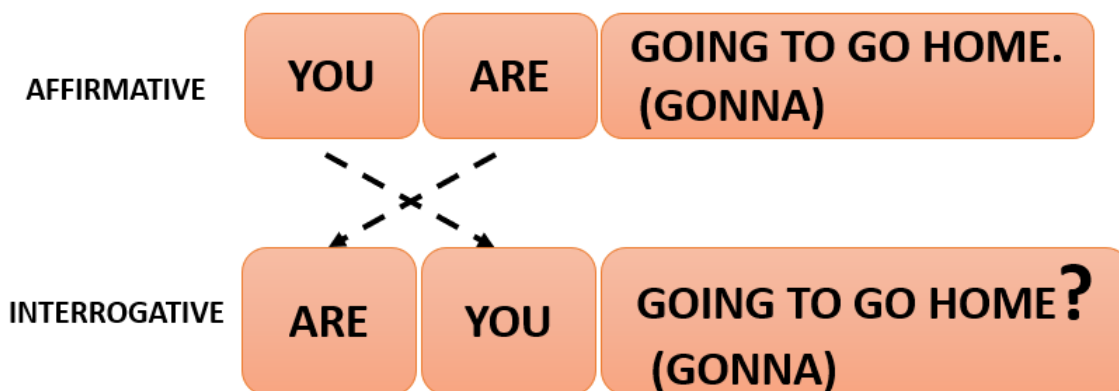 AFFIRMATIVE
YOU
ARE
GOING TO GO HOME.
(GONNA)
INTERROGATIVE
ARE
YOU
GOING TO GO HOME?
(GONNA)